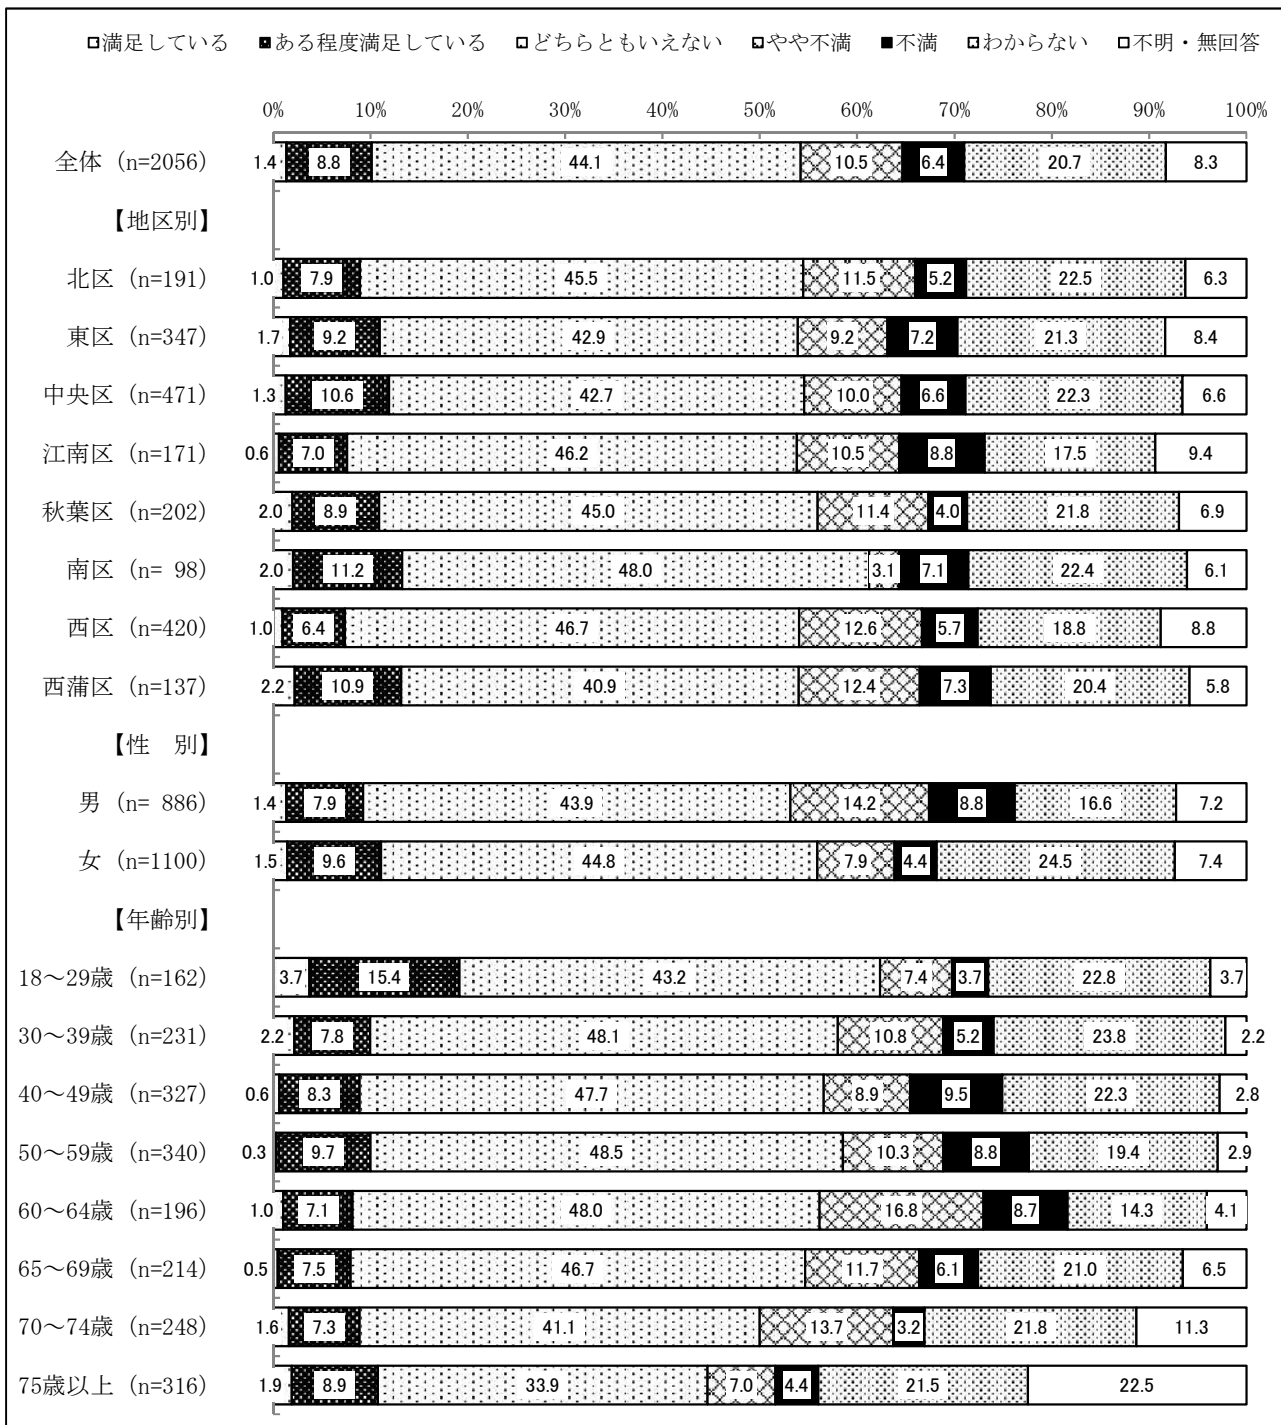 満足している ある程度満足している どちらともいえない やや不満 不満 わからない 不明・無回答
0% 10% 20% 30% 40% 50% 60% 70% 80% 90% 100%
全体 (n=2056) 1.4 8.8 44.1 10.5 6.4 20.7 8.3
【地区別】
北区 (n=191) 1.0 7.9 45.5 11.5 5.2 22.5 6.3
東区 (n=347) 1.7 9.2 42.9 9.2 7.2 21.3 8.4
中央区 (n=471) 1.3 10.6 42.7 10.0 6.6 22.3 6.6
江南区 (n=171) 0.6 7.0 46.2 10.5 8.8 17.5 9.4
秋葉区 (n=202) 2.0 8.9 45.0 11.4 4.0 21.8 6.9
南区 (n= 98) 2.0 11.2 48.0 3.1 7.1 22.4 6.1
西区 (n=420) 1.0 6.4 46.7 12.6 5.7 18.8 8.8
西蒲区 (n=137) 2.2 10.9 40.9 12.4 7.3 20.4 5.8
【性 別】
男 (n= 886) 1.4 7.9 43.9 14.2 8.8 16.6 7.2
女 (n=1100) 1.5 9.6 44.8 7.9 4.4 24.5 7.4
【年齢別】
18～29歳 (n=162) 3.7 15.4 43.2 7.4 3.7 22.8 3.7
30～39歳 (n=231) 2.2 7.8 48.1 10.8 5.2 23.8 2.2
40～49歳 (n=327) 0.6 8.3 47.7 8.9 9.5 22.3 2.8
50～59歳 (n=340) 0.3 9.7 48.5 10.3 8.8 19.4 2.9
60～64歳 (n=196) 1.0 7.1 48.0 16.8 8.7 14.3 4.1
65～69歳 (n=214) 0.5 7.5 46.7 11.7 6.1 21.0 6.5
70～74歳 (n=248) 1.6 7.3 41.1 13.7 3.2 21.8 11.3
75歳以上 (n=316) 1.9 8.9 33.9 7.0 4.4 21.5 22.5